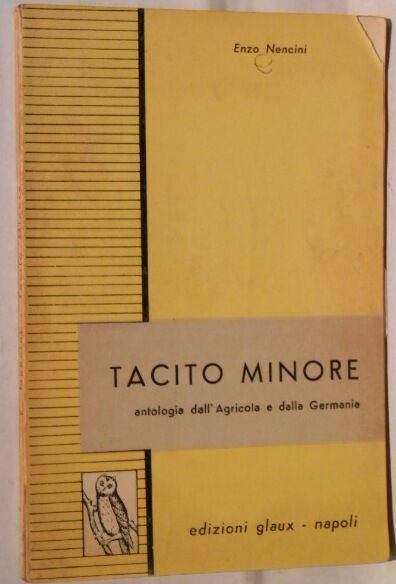 Enzo Nencini
TACITO MINORE
antologia dall'Agricola e dalla Germania
edizioni glaux - napoli